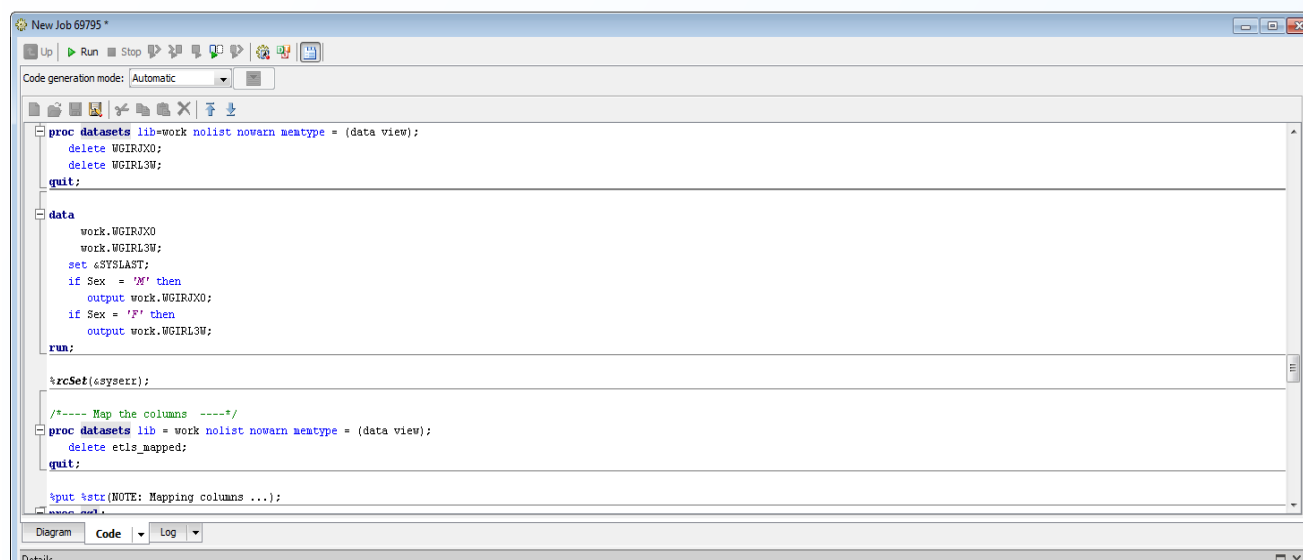 New Job 69795 *
Up Run Stop
Code generation mode: Automatic
proc datasets lib=work nolist nowarn memtype = (data view);
delete WGIRJX0;
delete WGIRL3W;
quit;
data
work.WGIRJX0
work.WGIRL3W;
set &SYSLAST;
if Sex = 'M' then
output work.WGIRJX0;
if Sex = 'F' then
output work.WGIRL3W;
run;
%rcSet(&syserr);
/*---- Map the columns ----*/
proc datasets lib = work nolist nowarn memtype = (data view);
delete etls_mapped;
quit;
%put %str(NOTE: Mapping columns ...);
proc sql;
Diagram Code Log
Details